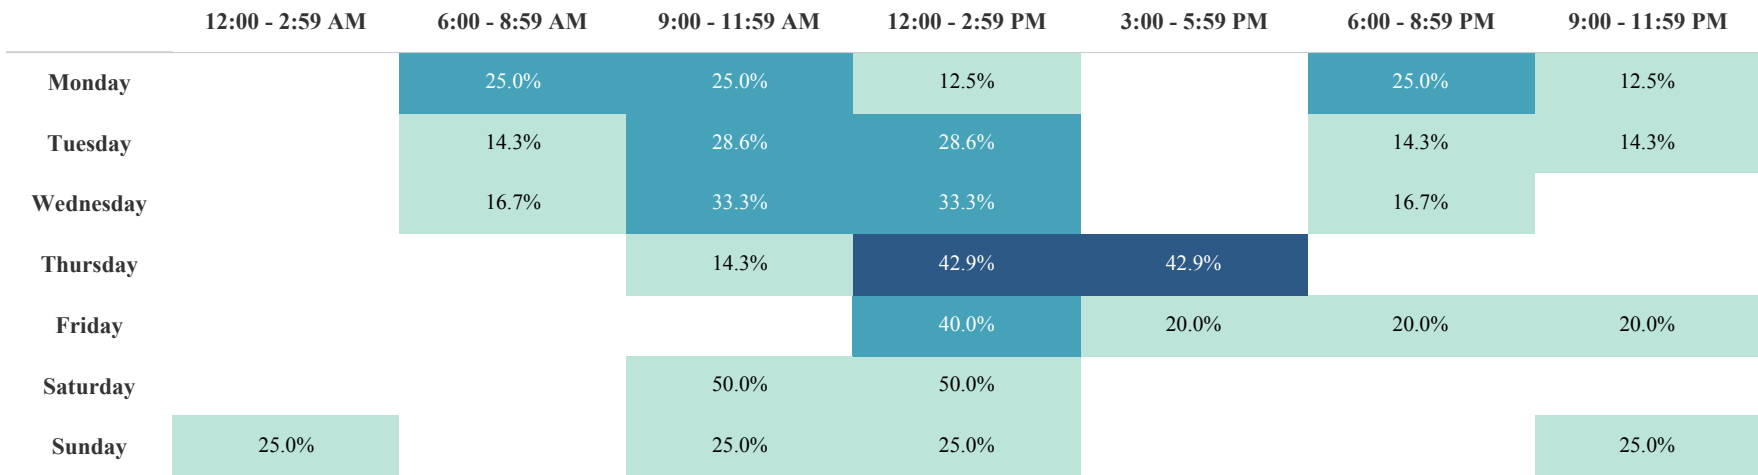 12:00 - 2:59 AM 6:00 - 8:59 AM 9:00 - 11:59 AM 12:00 - 2:59 PM 3:00 - 5:59 PM 6:00 - 8:59 PM 9:00 - 11:59 PM
Monday 25.0% 25.0% 12.5% 25.0% 12.5%
Tuesday 14.3% 28.6% 28.6% 14.3% 14.3%
Wednesday 16.7% 33.3% 33.3% 16.7%
Thursday 14.3% 42.9% 42.9%
Friday 40.0% 20.0% 20.0% 20.0%
Saturday 50.0% 50.0%
Sunday 25.0% 25.0% 25.0% 25.0%